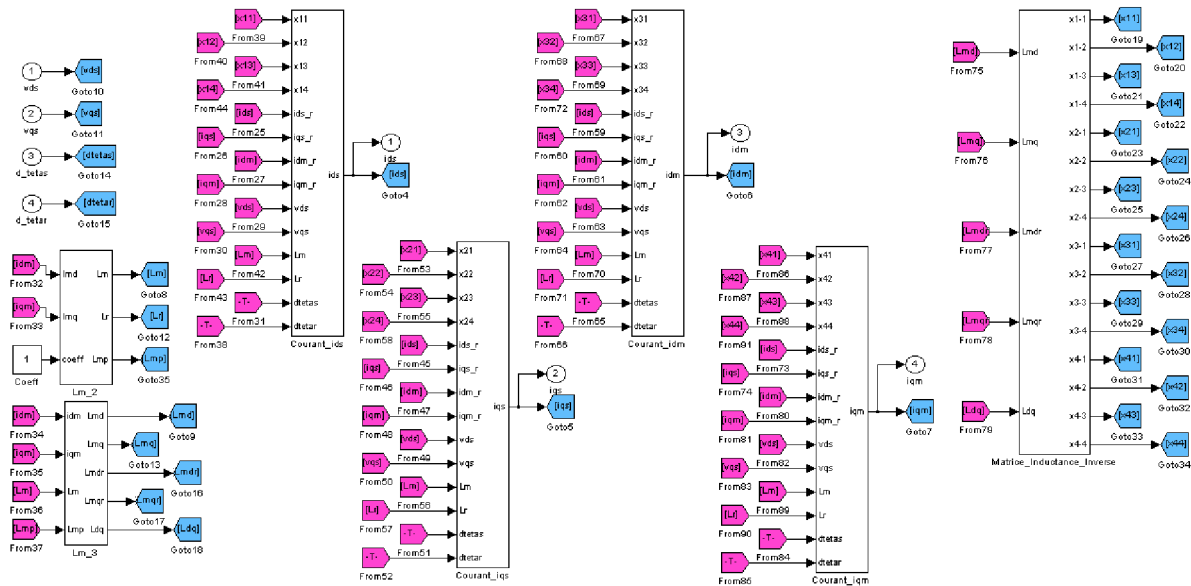 1
vds
[vds]
Goto10
2
vqs
[vqs]
Goto11
3
d_tetas
[dtetas]
Goto14
4
d_tetar
[dtetar]
Goto15
[idm]
From32
[iqm]
From33
1
Coeff
Imd
Imq
coeff
Lm
Lr
Lmp
Lm_2
[Lm]
Goto8
[Lr]
Goto12
[Lmp]
Goto35
[idm]
From34
[iqm]
From35
[Lm]
From36
[Lmp]
From37
idm
iqm
Lm
Lmp
Lmd
Lmq
Lmdr
Lmqr
Ldq
Lm_3
[Lmd]
Goto9
[Lmq]
Goto13
[Lmdr]
Goto16
[Lmqr]
Goto17
[Ldq]
Goto18
[x11]
From39
[x12]
From40
[x13]
From41
[x14]
From44
[ids]
From25
[iqs]
From26
[idm]
From27
[iqm]
From28
[vds]
From29
[vqs]
From30
[Lm]
From42
[Lr]
From43
-T-
From31
-T-
From38
x11
x12
x13
x14
ids_r
iqs_r
idm_r
iqm_r
vds
vqs
Lm
Lr
dtetas
dtetar
ids
Courant_ids
1
ids
[ids]
Goto4
[x21]
From53
[x22]
From54
[x23]
From55
[x24]
From58
[ids]
From45
[iqs]
From46
[idm]
From47
[iqm]
From48
[vds]
From49
[vqs]
From50
[Lm]
From56
[Lr]
From57
-T-
From51
-T-
From52
x21
x22
x23
x24
ids_r
iqs_r
idm_r
iqm_r
vds
vqs
Lm
Lr
dtetas
dtetar
iqs
Courant_iqs
2
iqs
[iqs]
Goto5
[x31]
From67
[x32]
From68
[x33]
From69
[x34]
From72
[ids]
From59
[iqs]
From60
[idm]
From61
[iqm]
From62
[vds]
From63
[vqs]
From64
[Lm]
From70
[Lr]
From71
-T-
From65
-T-
From66
x31
x32
x33
x34
ids_r
iqs_r
idm_r
iqm_r
vds
vqs
Lm
Lr
dtetas
dtetar
idm
Courant_idm
3
idm
[idm]
Goto6
[x41]
From86
[x42]
From87
[x43]
From88
[x44]
From91
[ids]
From73
[iqs]
From74
[idm]
From80
[iqm]
From81
[vds]
From82
[vqs]
From83
[Lm]
From89
[Lr]
From90
-T-
From84
-T-
From85
x41
x42
x43
x44
ids_r
iqs_r
idm_r
iqm_r
vds
vqs
Lm
Lr
dtetas
dtetar
iqm
Courant_iqm
4
iqm
[iqm]
Goto7
[Lmd]
From75
[Lmq]
From76
[Lmdr]
From77
[Lmqr]
From78
[Ldq]
From79
Lmd
Lmq
Lmdr
Lmqr
Ldq
x1-1
x1-2
x1-3
x1-4
x2-1
x2-2
x2-3
x2-4
x3-1
x3-2
x3-3
x3-4
x4-1
x4-2
x4-3
x4-4
Matrice_Inductance_Inverse
[x11]
Goto19
[x12]
Goto20
[x13]
Goto21
[x14]
Goto22
[x21]
Goto23
[x22]
Goto24
[x23]
Goto25
[x24]
Goto26
[x31]
Goto27
[x32]
Goto28
[x33]
Goto29
[x34]
Goto30
[x41]
Goto31
[x42]
Goto32
[x43]
Goto33
[x44]
Goto34